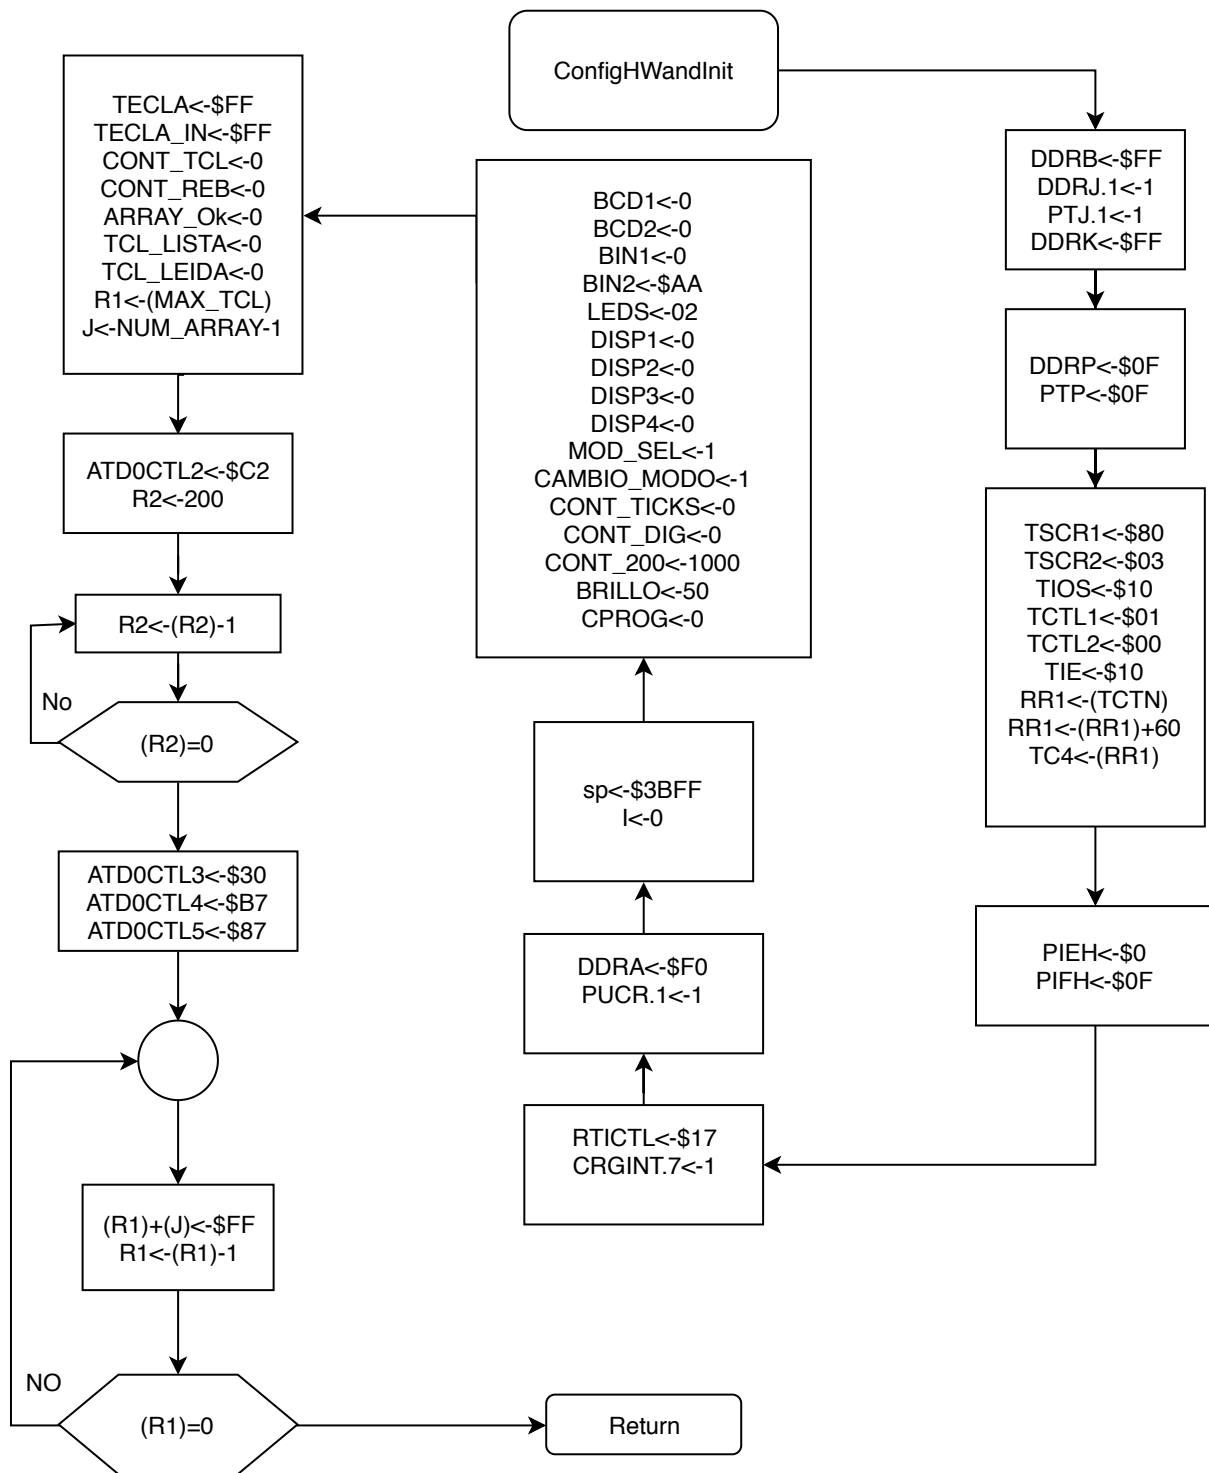 ConfigHWandInit
DDRB<-$FF
DDRJ.1<-1
PTJ.1<-1
DDRK<-$FF
DDRP<-$0F
PTP<-$0F
TSCR1<-$80
TSCR2<-$03
TIOS<-$10
TCTL1<-$01
TCTL2<-$00
TIE<-$10
RR1<-(TCTN)
RR1<-(RR1)+60
TC4<-(RR1)
PIEH<-$0
PIFH<-$0F
RTICTL<-$17
CRGINT.7<-1
DDRA<-$F0
PUCR.1<-1
sp<-$3BFF
I<-0
BCD1<-0
BCD2<-0
BIN1<-0
BIN2<-$AA
LEDS<-02
DISP1<-0
DISP2<-0
DISP3<-0
DISP4<-0
MOD_SEL<-1
CAMBIO_MODO<-1
CONT_TICKS<-0
CONT_DIG<-0
CONT_200<-1000
BRILLO<-50
CPROG<-0
TECLA<-$FF
TECLA_IN<-$FF
CONT_TCL<-0
CONT_REB<-0
ARRAY_Ok<-0
TCL_LISTA<-0
TCL_LEIDA<-0
R1<-(MAX_TCL)
J<-NUM_ARRAY-1
ATD0CTL2<-$C2
R2<-200
R2<-(R2)-1
No
(R2)=0
ATD0CTL3<-$30
ATD0CTL4<-$B7
ATD0CTL5<-$87
(R1)+(J)<-$FF
R1<-(R1)-1
NO
(R1)=0
Return